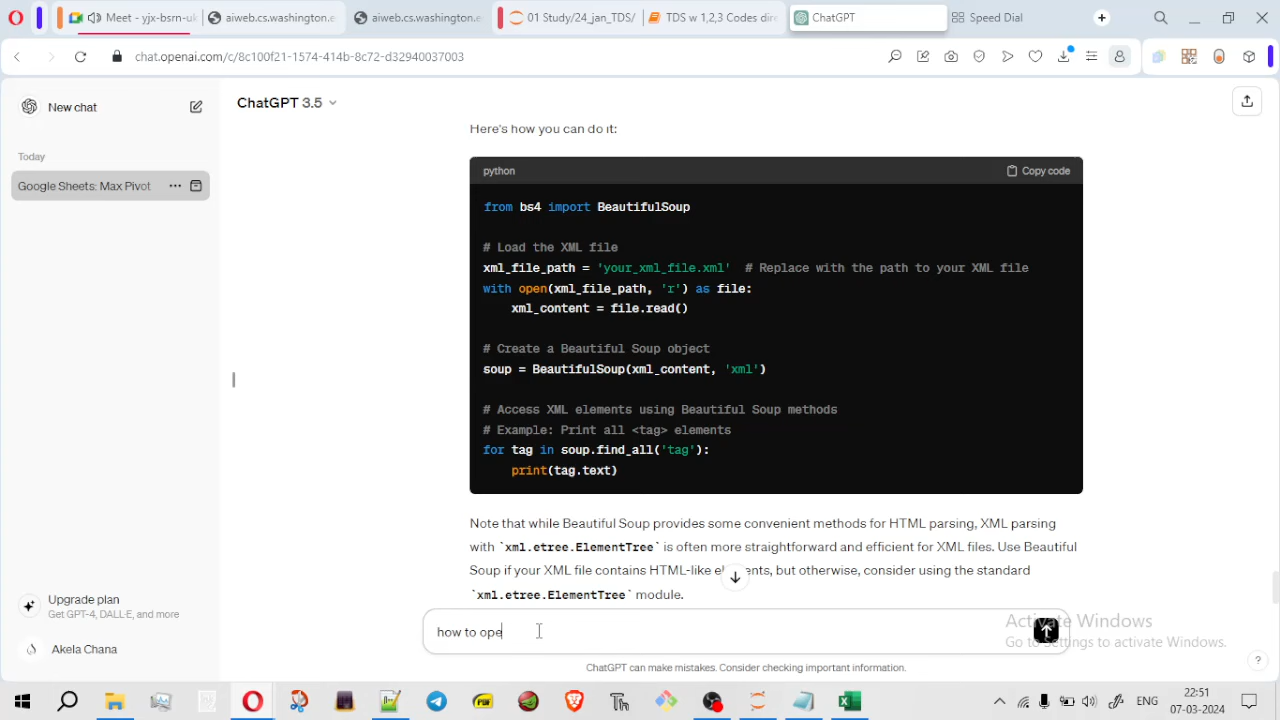 Meet - yjx-bsrn-uk
aiweb.cs.washington.e
aiweb.cs.washington.e
01 Study/24_jan_TDS/
TDS w 1,2,3 Codes dire
ChatGPT
Speed Dial
chat.openai.com/c/8c100f21-1574-414b-8c72-d32940037003
New chat
ChatGPT 3.5
Today
Google Sheets: Max Pivot
Here's how you can do it:
python
Copy code
from bs4 import BeautifulSoup
# Load the XML file
xml_file_path = 'your_xml_file.xml'  # Replace with the path to your XML file
with open(xml_file_path, 'r') as file:
    xml_content = file.read()
# Create a Beautiful Soup object
soup = BeautifulSoup(xml_content, 'xml')
# Access XML elements using Beautiful Soup methods
# Example: Print all <tag> elements
for tag in soup.find_all('tag'):
    print(tag.text)
Note that while Beautiful Soup provides some convenient methods for HTML parsing, XML parsing
with `xml.etree.ElementTree` is often more straightforward and efficient for XML files. Use Beautiful
Soup if your XML file contains HTML-like , but otherwise, consider using the standard
`xml.etree.ElementTree` module.
Upgrade plan
Get GPT-4, DALL·E, and more
Akela Chana
how to ope
Activate Windows
Go to Settings to activate Windows.
ChatGPT can make mistakes. Consider checking important information.
?
PDF
ENG
22:51
07-03-2024